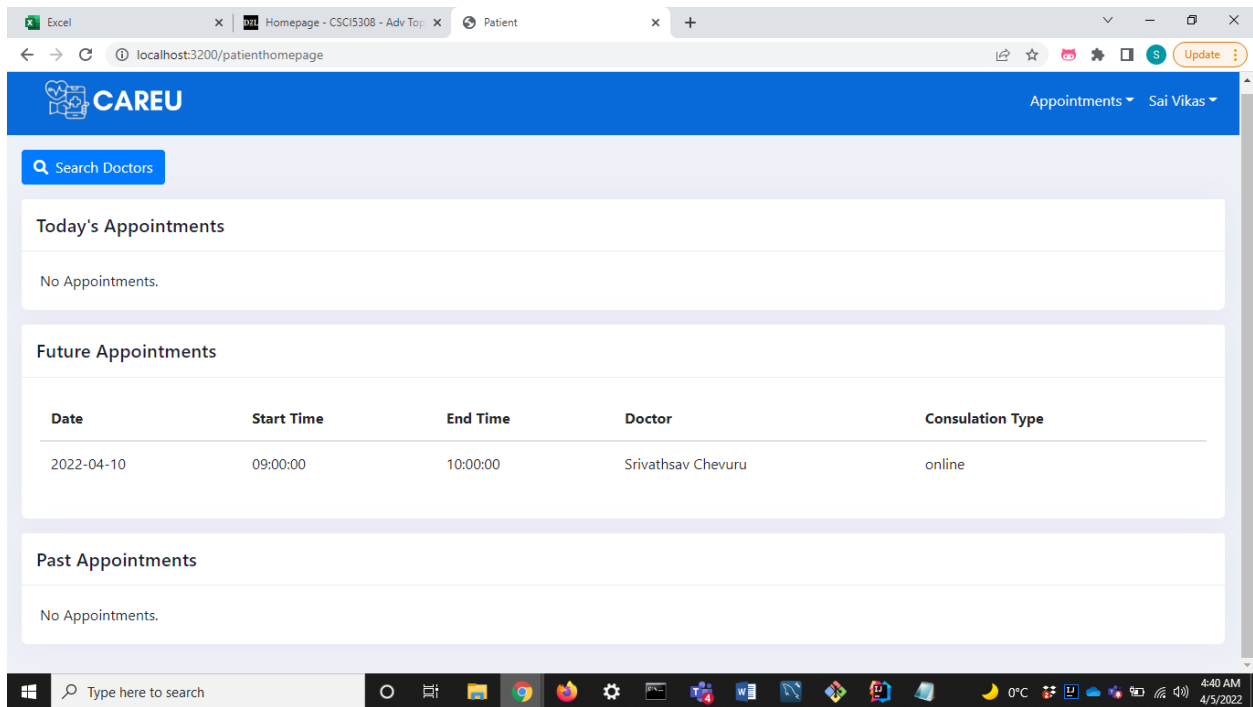 Excel
Homepage - CSCI5308 - Adv Top
Patient
localhost:3200/patienthomepage
S
Update
CAREU
Appointments
Sai Vikas
Search Doctors
Today's Appointments
No Appointments.
Future Appointments
Date Start Time End Time Doctor Consulation Type
2022-04-10 09:00:00 10:00:00 Srivathsav Chevuru online
Past Appointments
No Appointments.
Type here to search
4
0°C
4:40 AM
4/5/2022